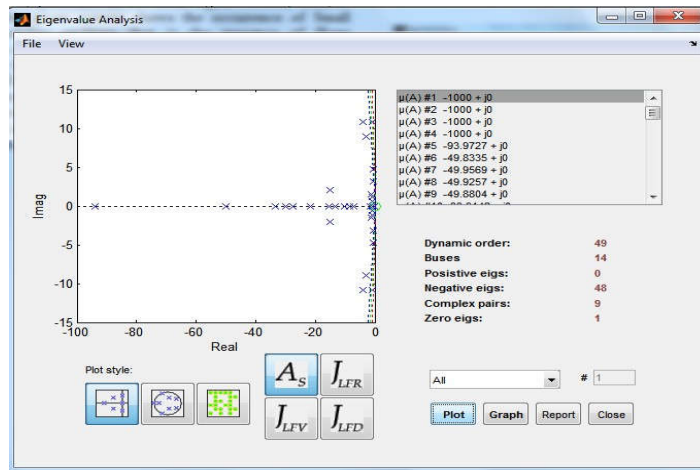 Eigenvalue Analysis
File View
15
10
5
0
-5
-10
-15
Imag
-100 -80 -60 -40 -20 0
Real
µ(A) #1 -1000 + j0
µ(A) #2 -1000 + j0
µ(A) #3 -1000 + j0
µ(A) #4 -1000 + j0
µ(A) #5 -93.9727 + j0
µ(A) #6 -49.8335 + j0
µ(A) #7 -49.9569 + j0
µ(A) #8 -49.9257 + j0
µ(A) #9 -49.8804 + j0
Dynamic order: 49
Buses 14
Posistive eigs: 0
Negative eigs: 48
Complex pairs: 9
Zero eigs: 1
Plot style:
A_S J_LFR
J_LFV J_LFD
All # 1
Plot Graph Report Close